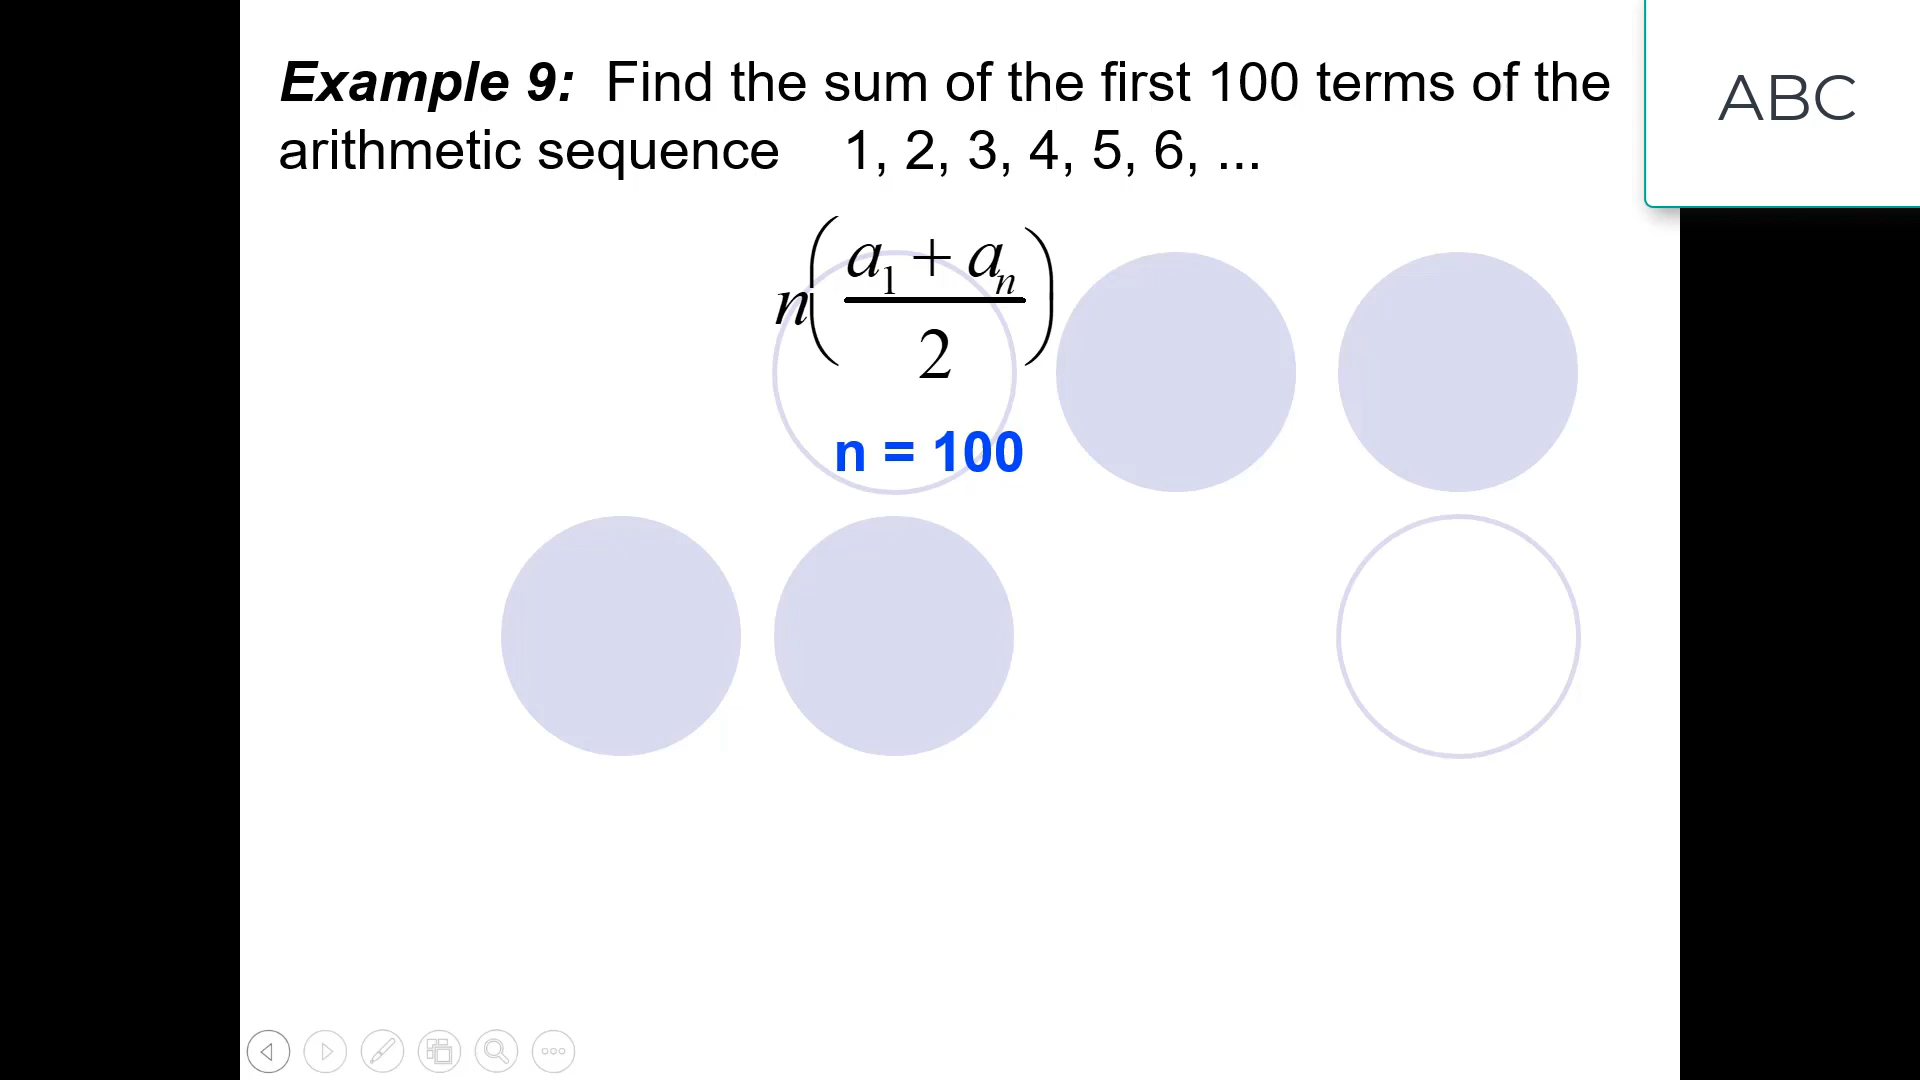 Example 9: Find the sum of the first 100 terms of the
arithmetic sequence 1, 2, 3, 4, 5, 6, ...
ABC
n(a₁ + aₙ / 2)
n = 100